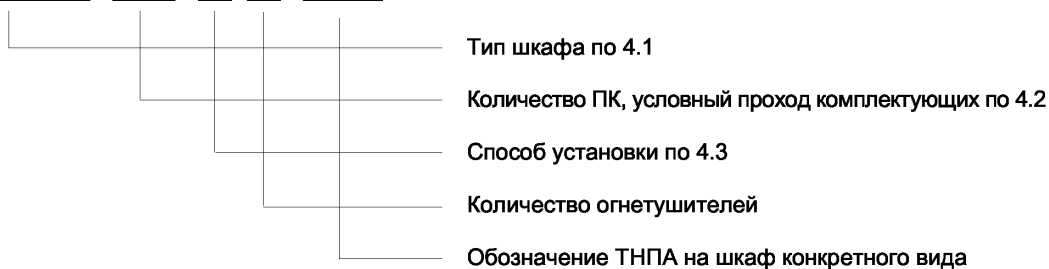 Тип шкафа по 4.1
Количество ПК, условный проход комплектующих по 4.2
Способ установки по 4.3
Количество огнетушителей
Обозначение ТНПА на шкаф конкретного вида